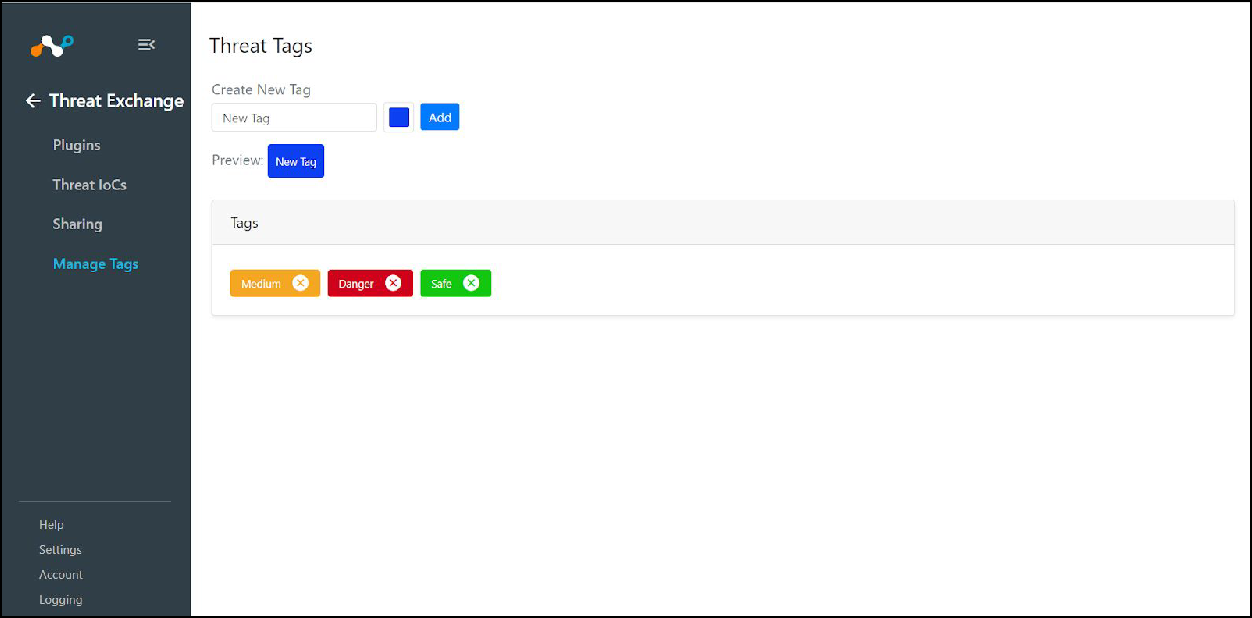 Threat Exchange
Plugins
Threat IoCs
Sharing
Manage Tags
Help
Settings
Account
Logging
Threat Tags
Create New Tag
New Tag
Add
Preview: New Tag
Tags
Medium Danger Safe